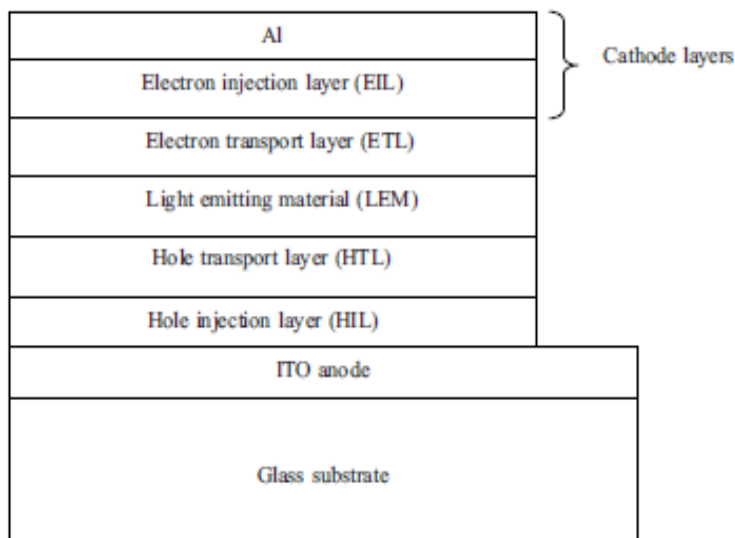 Al
Cathode layers
Electron injection layer (EIL)
Electron transport layer (ETL)
Light emitting material (LEM)
Hole transport layer (HTL)
Hole injection layer (HIL)
ITO anode
Glass substrate